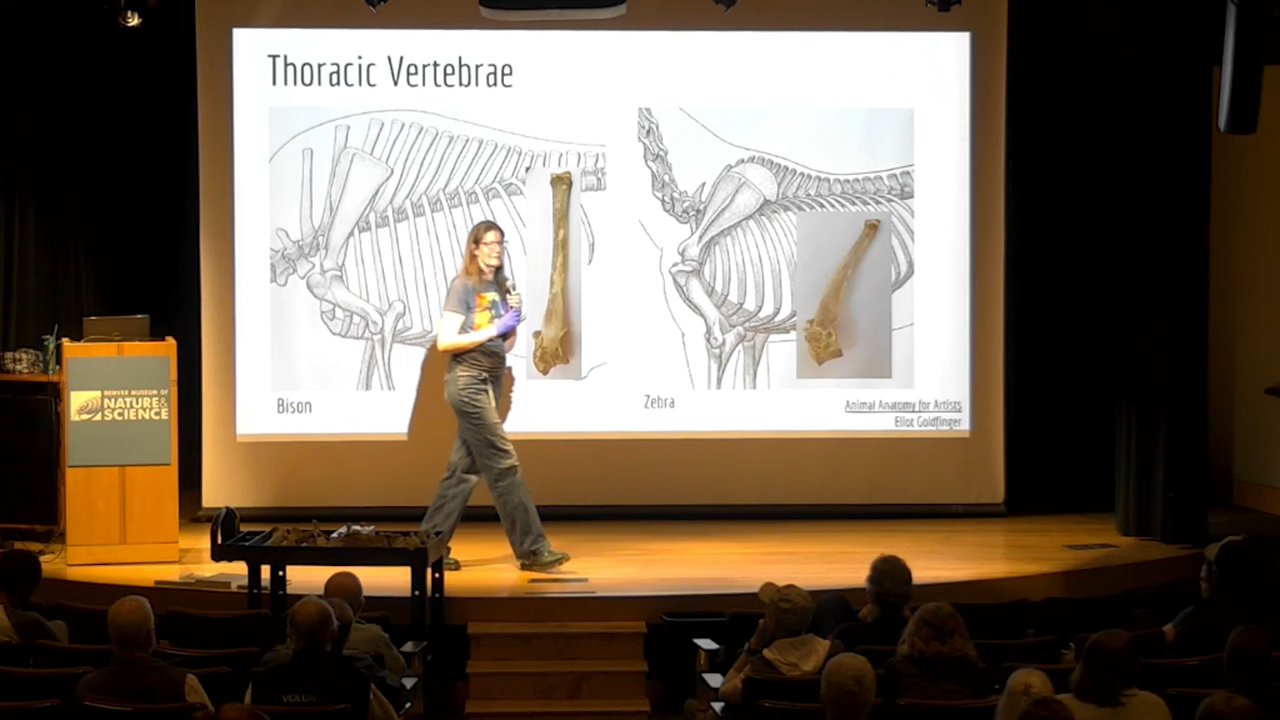 Thoracic Vertebrae
Bison
Zebra
Animal Anatomy for Artists
Eliot Goldfinger
DENVER MUSEUM OF
NATURE &
SCIENCE